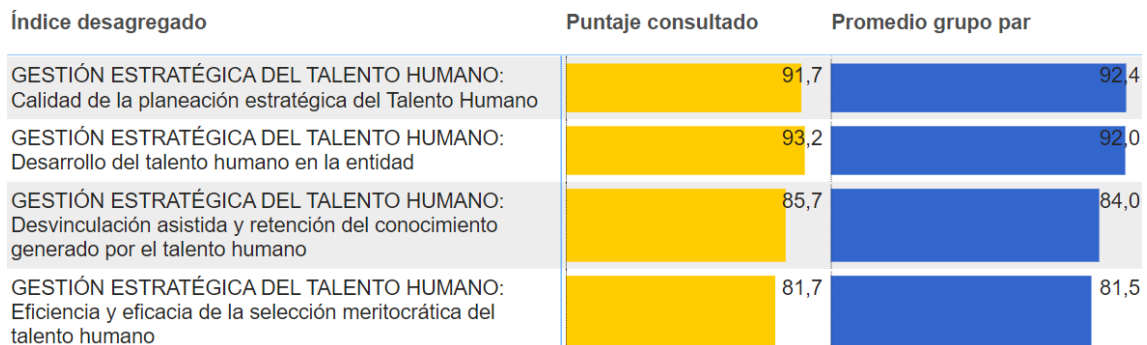 Índice desagregado Puntaje consultado Promedio grupo par
GESTIÓN ESTRATÉGICA DEL TALENTO HUMANO: 91,7 92,4
Calidad de la planeación estratégica del Talento Humano
GESTIÓN ESTRATÉGICA DEL TALENTO HUMANO: 93,2 92,0
Desarrollo del talento humano en la entidad
GESTIÓN ESTRATÉGICA DEL TALENTO HUMANO: 85,7 84,0
Desvinculación asistida y retención del conocimiento
generado por el talento humano
GESTIÓN ESTRATÉGICA DEL TALENTO HUMANO: 81,7 81,5
Eficiencia y eficacia de la selección meritocrática del
talento humano